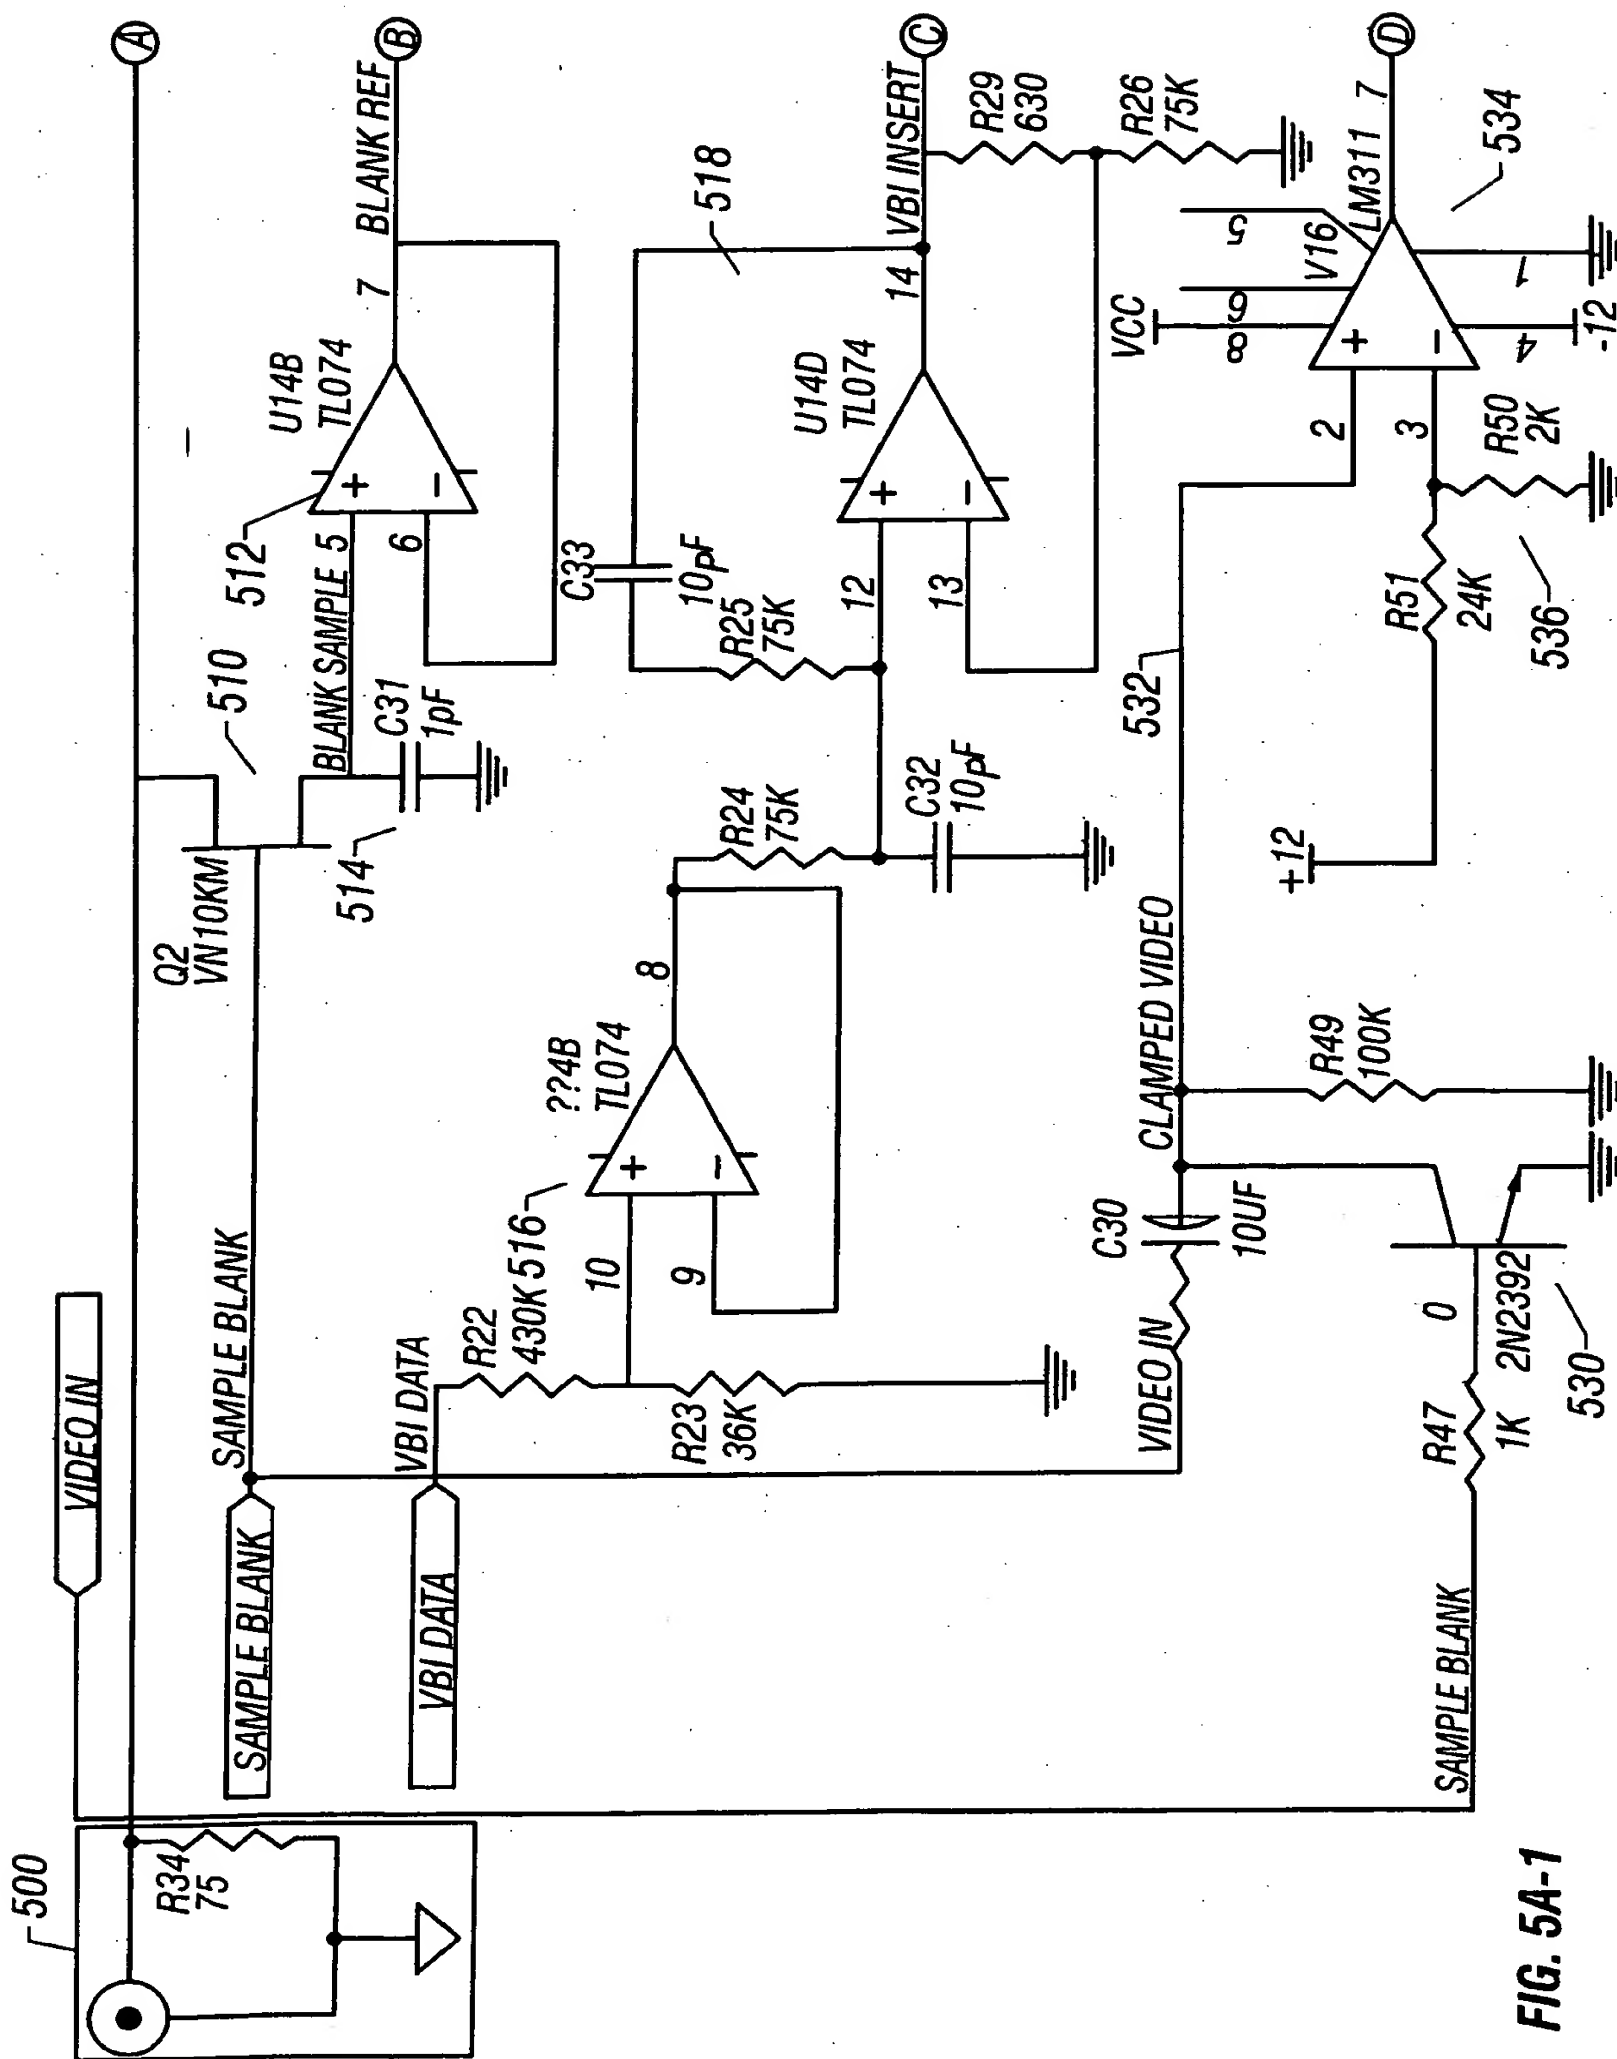 500
R34
75
VIDEO IN
A
SAMPLE BLANK
SAMPLE BLANK
VBI DATA
VBI DATA
Q2
VN10KM
510
BLANK SAMPLE
5
6
512
U14B
TL074
+
-
7
BLANK REF
B
514
C31
1pF
R22
430K
R23
36K
516
10
9
??4B
TL074
+
-
8
R24
75K
C32
10pF
R25
75K
C33
10pF
12
13
U14D
TL074
+
-
14
518
VBI INSERT
C
R29
630
R26
75K
VIDEO IN
C30
10UF
CLAMPED VIDEO
532
R49
100K
SAMPLE BLANK
R47
1K
0
2N2392
530
+12
R51
24K
536
R50
2K
2
3
+
-
VCC
8
6
5
V16
LM311
7
D
4
-12
1
534
FIG. 5A-1